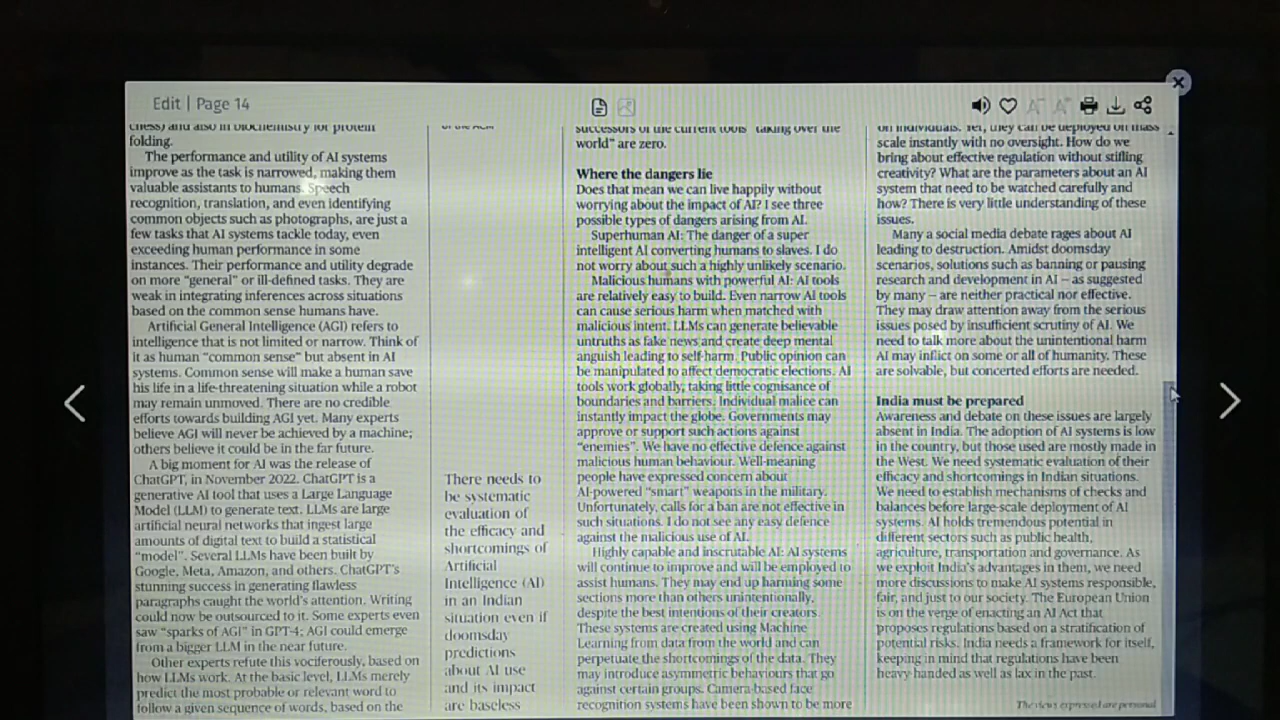 Edit | Page 14
chess) and also in biochemistry for protein
folding.
The performance and utility of AI systems
improve as the task is narrowed, making them
valuable assistants to humans. Speech
recognition, translation, and even identifying
common objects such as photographs, are just a
few tasks that AI systems tackle today, even
exceeding human performance in some
instances. Their performance and utility degrade
on more “general” or ill-defined tasks. They are
weak in integrating inferences across situations
based on the common sense humans have.
Artificial General Intelligence (AGI) refers to
intelligence that is not limited or narrow. Think of
it as human “common sense” but absent in AI
systems. Common sense will make a human save
his life in a life-threatening situation while a robot
may remain unmoved. There are no credible
efforts towards building AGI yet. Many experts
believe AGI will never be achieved by a machine;
others believe it could be in the far future.
A big moment for AI was the release of
ChatGPT, in November 2022. ChatGPT is a
generative AI tool that uses a Large Language
Model (LLM) to generate text. LLMs are large
artificial neural networks that ingest large
amounts of digital text to build a statistical
“model”. Several LLMs have been built by
Google, Meta, Amazon, and others. ChatGPT’s
stunning success in generating flawless
paragraphs caught the world’s attention. Writing
could now be outsourced to it. Some experts even
saw “sparks of AGI” in GPT-4; AGI could emerge
from a bigger LLM in the near future.
Other experts refute this vociferously, based on
how LLMs work. At the basic level, LLMs merely
predict the most probable or relevant word to
follow a given sequence of words, based on the
There needs to
be systematic
evaluation of
the efficacy and
shortcomings of
Artificial
Intelligence (AI)
in an Indian
situation even if
doomsday
predictions
about AI use
and its impact
are baseless
successors of the current tools “taking over the
world” are zero.
Where the dangers lie
Does that mean we can live happily without
worrying about the impact of AI? I see three
possible types of dangers arising from AI.
Superhuman AI: The danger of a super
intelligent AI converting humans to slaves. I do
not worry about such a highly unlikely scenario.
Malicious humans with powerful AI: AI tools
are relatively easy to build. Even narrow AI tools
can cause serious harm when matched with
malicious intent. LLMs can generate believable
untruths as fake news and create deep mental
anguish leading to self-harm. Public opinion can
be manipulated to affect democratic elections. AI
tools work globally, taking little cognisance of
boundaries and barriers. Individual malice can
instantly impact the globe. Governments may
approve or support such actions against
“enemies”. We have no effective defence against
malicious human behaviour. Well-meaning
people have expressed concern about
AI-powered “smart” weapons in the military.
Unfortunately, calls for a ban are not effective in
such situations. I do not see any easy defence
against the malicious use of AI.
Highly capable and inscrutable AI: AI systems
will continue to improve and will be employed to
assist humans. They may end up harming some
sections more than others unintentionally,
despite the best intentions of their creators.
These systems are created using Machine
Learning from data from the world and can
perpetuate the shortcomings of the data. They
may introduce asymmetric behaviours that go
against certain groups. Camera-based face
recognition systems have been shown to be more
on individuals. Yet, they can be deployed on mass
scale instantly with no oversight. How do we
bring about effective regulation without stifling
creativity? What are the parameters about an AI
system that need to be watched carefully and
how? There is very little understanding of these
issues.
Many a social media debate rages about AI
leading to destruction. Amidst doomsday
scenarios, solutions such as banning or pausing
research and development in AI – as suggested
by many – are neither practical nor effective.
They may draw attention away from the serious
issues posed by insufficient scrutiny of AI. We
need to talk more about the unintentional harm
AI may inflict on some or all of humanity. These
are solvable, but concerted efforts are needed.
India must be prepared
Awareness and debate on these issues are largely
absent in India. The adoption of AI systems is low
in the country, but those used are mostly made in
the West. We need systematic evaluation of their
efficacy and shortcomings in Indian situations.
We need to establish mechanisms of checks and
balances before large-scale deployment of AI
systems. AI holds tremendous potential in
different sectors such as public health,
agriculture, transportation and governance. As
we exploit India’s advantages in them, we need
more discussions to make AI systems responsible,
fair, and just to our society. The European Union
is on the verge of enacting an AI Act that
proposes regulations based on a stratification of
potential risks. India needs a framework for itself,
keeping in mind that regulations have been
heavy-handed as well as lax in the past.
The views expressed are personal